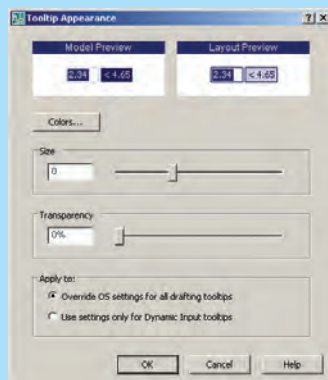 Tooltip Appearance
Model Preview
Layout Preview
2.34 < 4.65
2.34 < 4.65
Colors...
Size
0
Transparency
0%
Apply to:
Override OS settings for all drafting tooltips
Use settings only for Dynamic Input tooltips
OK Cancel Help